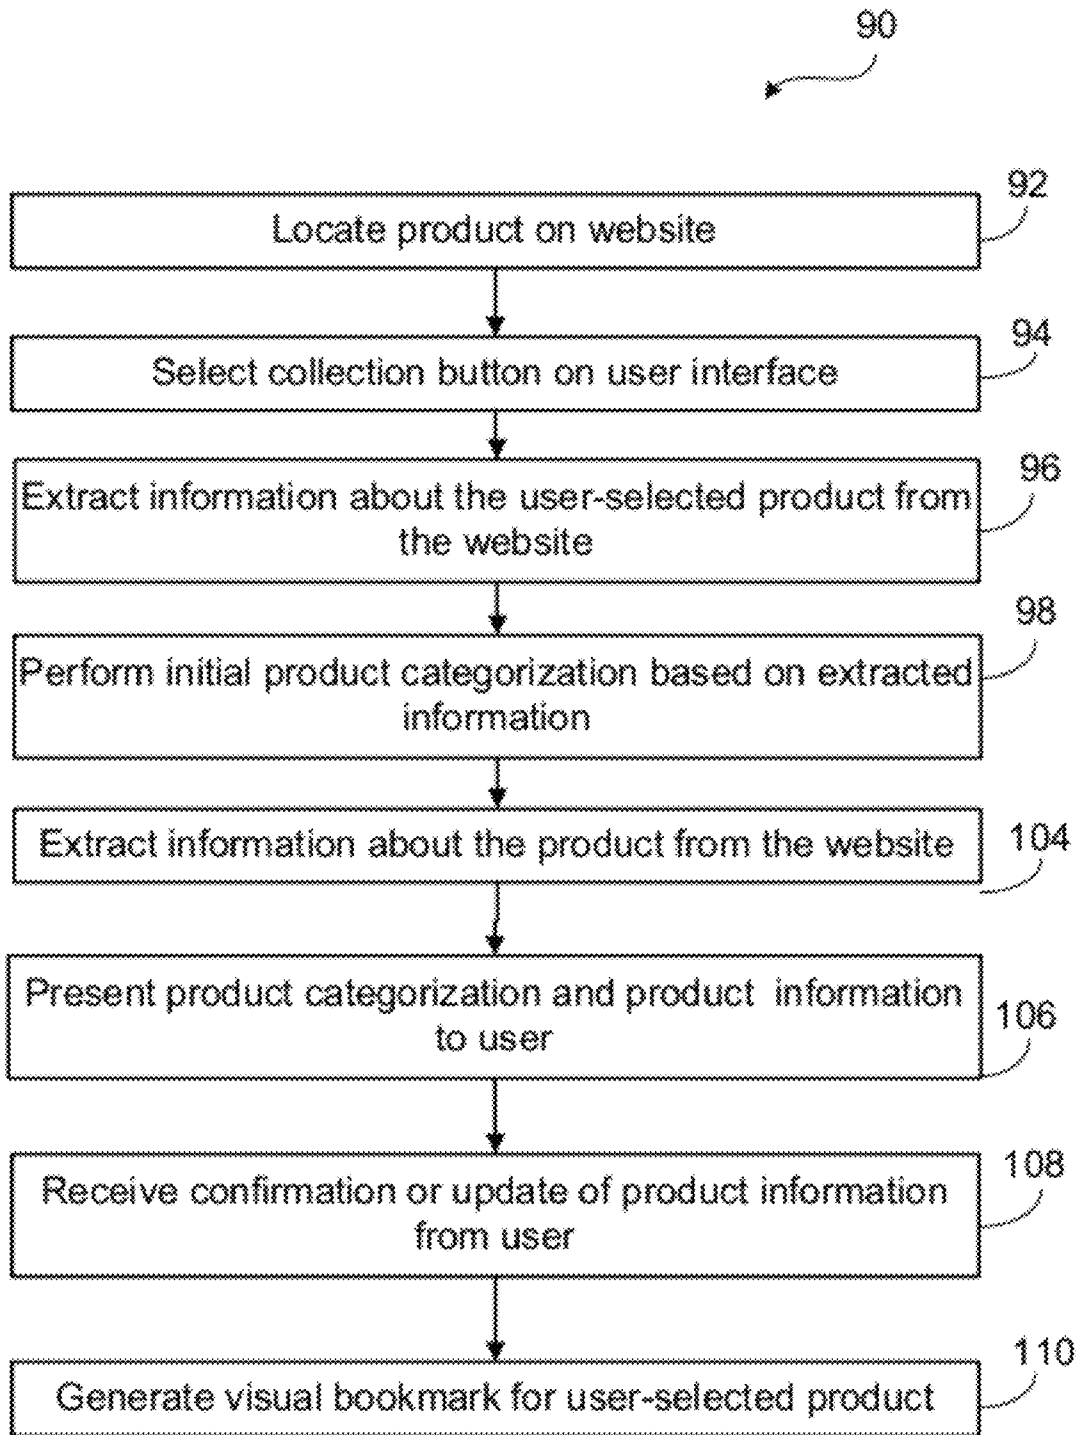 90
Locate product on website
92
Select collection button on user interface
94
Extract information about the user-selected product from
the website
96
Perform initial product categorization based on extracted
information
98
Extract information about the product from the website
104
Present product categorization and product information
to user
106
Receive confirmation or update of product information
from user
108
Generate visual bookmark for user-selected product
110